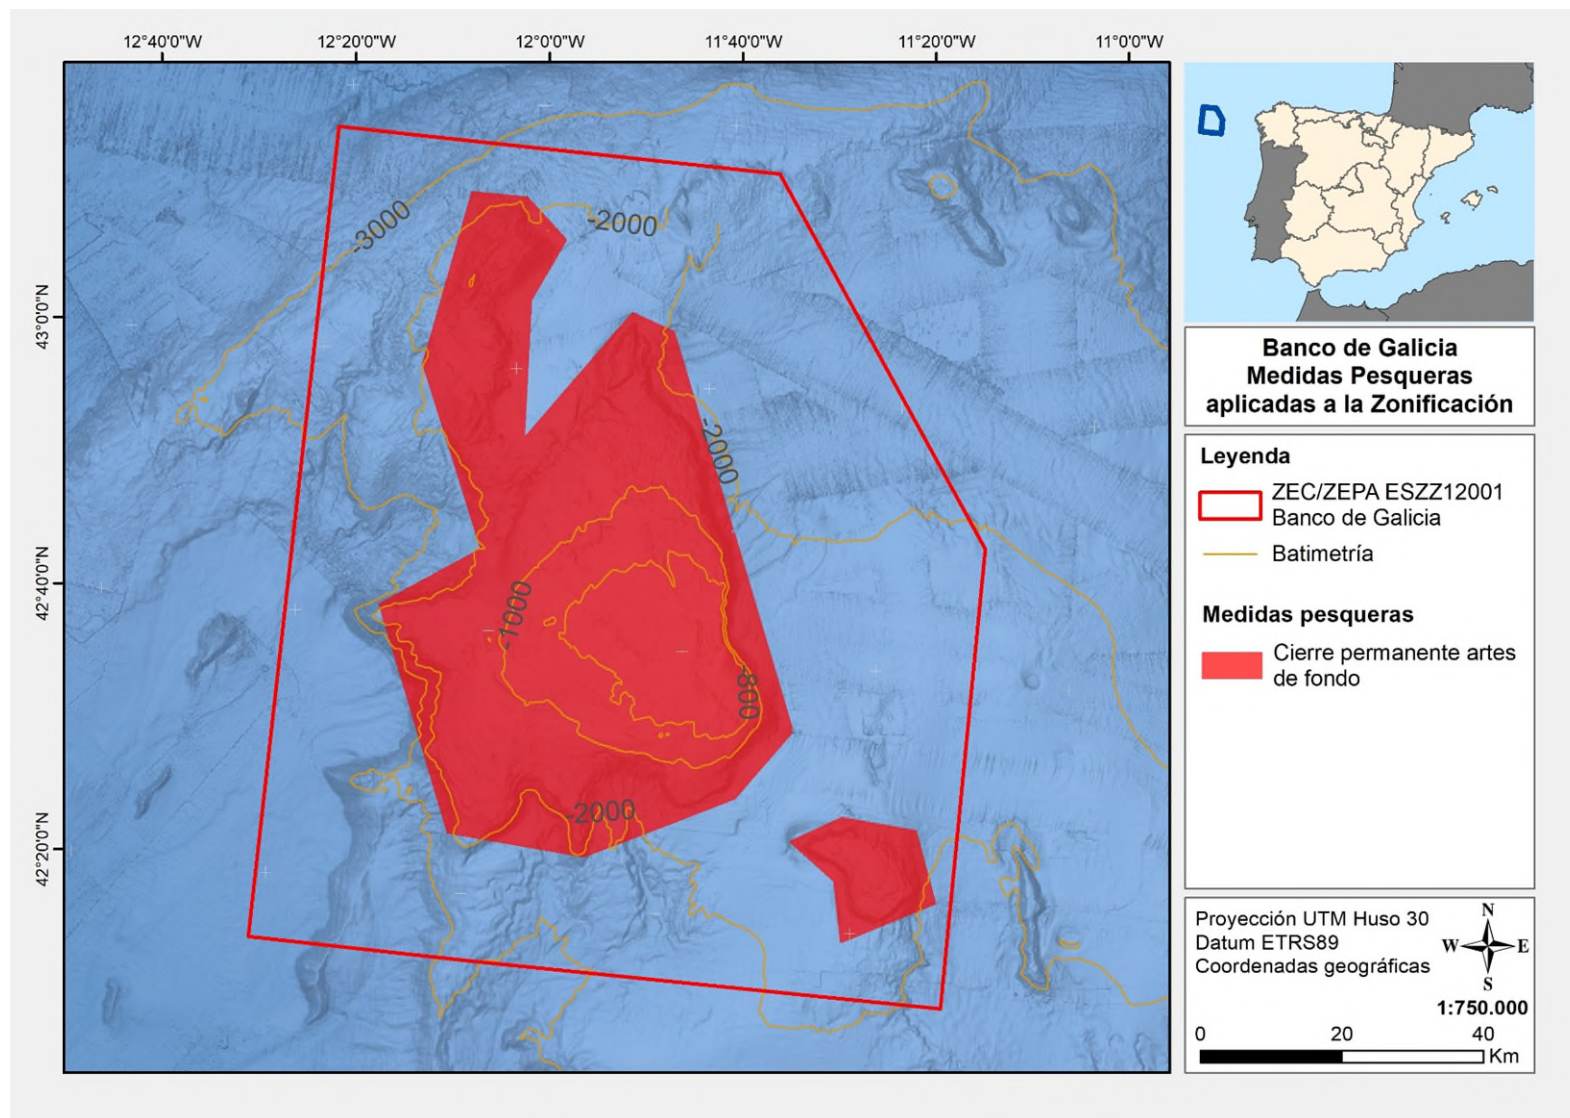 12°40'0"W 12°20'0"W 12°0'0"W 11°40'0"W 11°20'0"W 11°0'0"W
43°0'0"N
42°40'0"N
42°20'0"N
-3000
-2000
-2000
-1000
-800
-2000
Banco de Galicia
Medidas Pesqueras
aplicadas a la Zonificación
Leyenda
ZEC/ZEPA ESZZ12001
Banco de Galicia
Batimetría
Medidas pesqueras
Cierre permanente artes
de fondo
Proyección UTM Huso 30
Datum ETRS89
Coordenadas geográficas
N
W E
S
1:750.000
0 20 40
Km